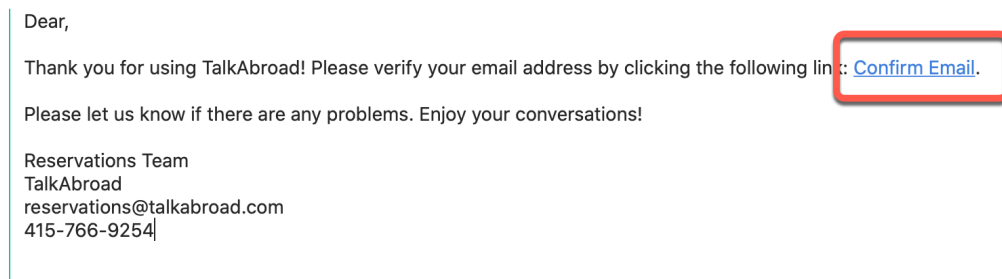 Dear,
Thank you for using TalkAbroad! Please verify your email address by clicking the following link: Confirm Email.
Please let us know if there are any problems. Enjoy your conversations!
Reservations Team
TalkAbroad
reservations@talkabroad.com
415-766-9254